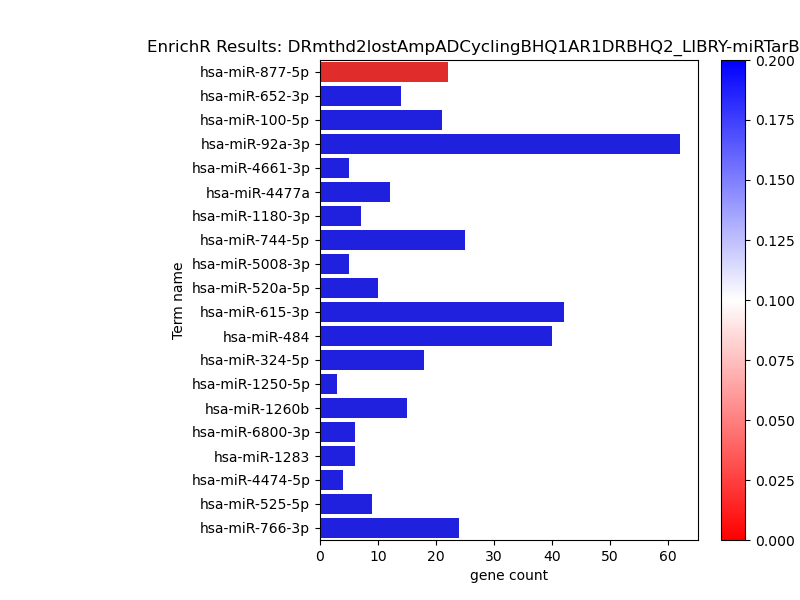 EnrichR Results: DRmthd2lostAmpADCyclingBHQ1AR1DRBHQ2_LIBRY-miRTarB
hsa-miR-877-5p
hsa-miR-652-3p
hsa-miR-100-5p
hsa-miR-92a-3p
hsa-miR-4661-3p
hsa-miR-4477a
hsa-miR-1180-3p
hsa-miR-744-5p
hsa-miR-5008-3p
hsa-miR-520a-5p
hsa-miR-615-3p
hsa-miR-484
hsa-miR-324-5p
hsa-miR-1250-5p
hsa-miR-1260b
hsa-miR-6800-3p
hsa-miR-1283
hsa-miR-4474-5p
hsa-miR-525-5p
hsa-miR-766-3p
Term name
0 10 20 30 40 50 60
gene count
0.200
0.175
0.150
0.125
0.100
0.075
0.050
0.025
0.000